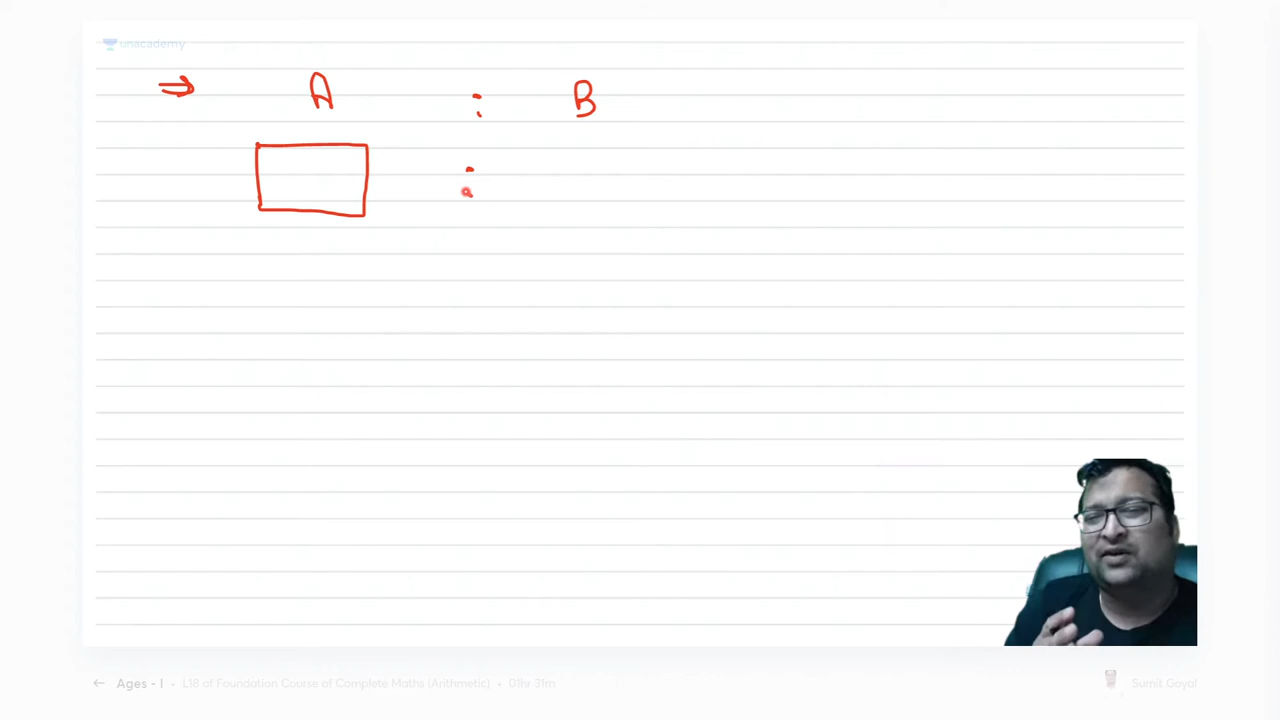 unacademy
⇒ A : B
:
← Ages - I • L18 of Foundation Course of Complete Maths (Arithmetic) • 01hr 31m
Sumit Goyal